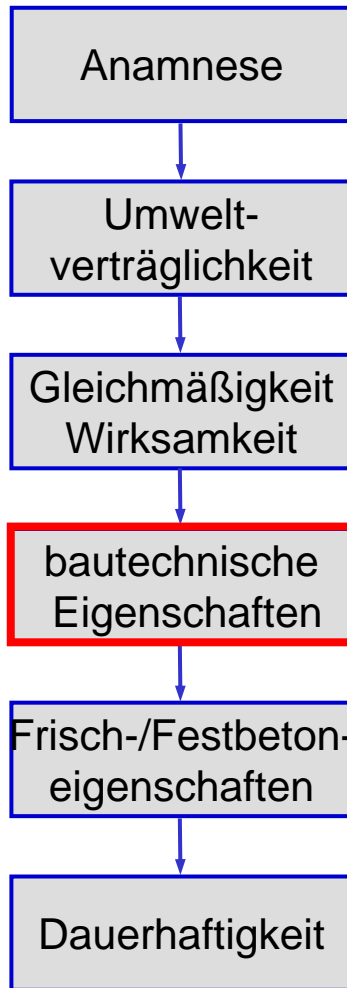 Anamnese
Umwelt-
verträglichkeit
Gleichmäßigkeit
Wirksamkeit
bautechnische
Eigenschaften
Frisch-/Festbeton-
eigenschaften
Dauerhaftigkeit